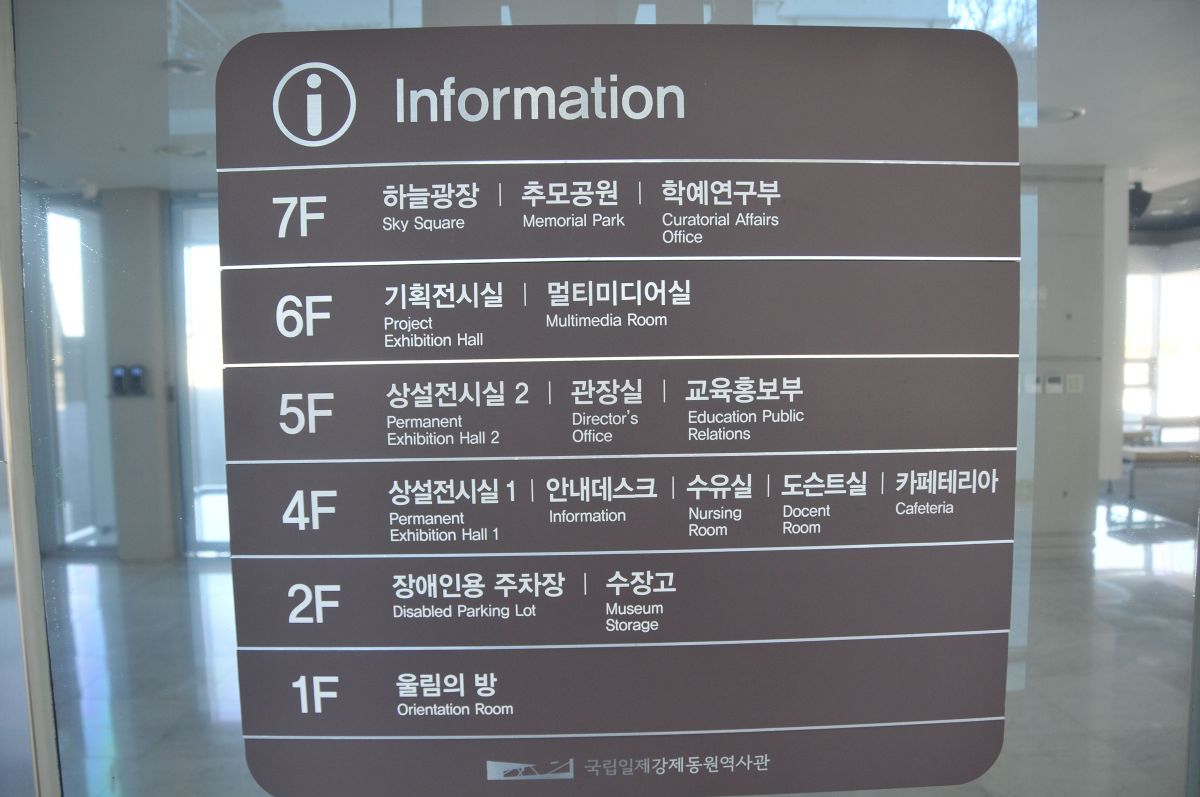 i Information
7F
하늘광장 | 추모공원 | 학예연구부
Sky Square Memorial Park Curatorial Affairs
Office
6F
기획전시실 | 멀티미디어실
Project Multimedia Room
Exhibition Hall
5F
상설전시실 2 | 관장실 | 교육홍보부
Permanent Director's Education Public
Exhibition Hall 2 Office Relations
4F
상설전시실 1 | 안내데스크 | 수유실 | 도슨트실 | 카페테리아
Permanent Information Nursing Docent Cafeteria
Exhibition Hall 1 Room Room
2F
장애인용 주차장 | 수장고
Disabled Parking Lot Museum
Storage
1F
울림의 방
Orientation Room
국립일제강제동원역사관